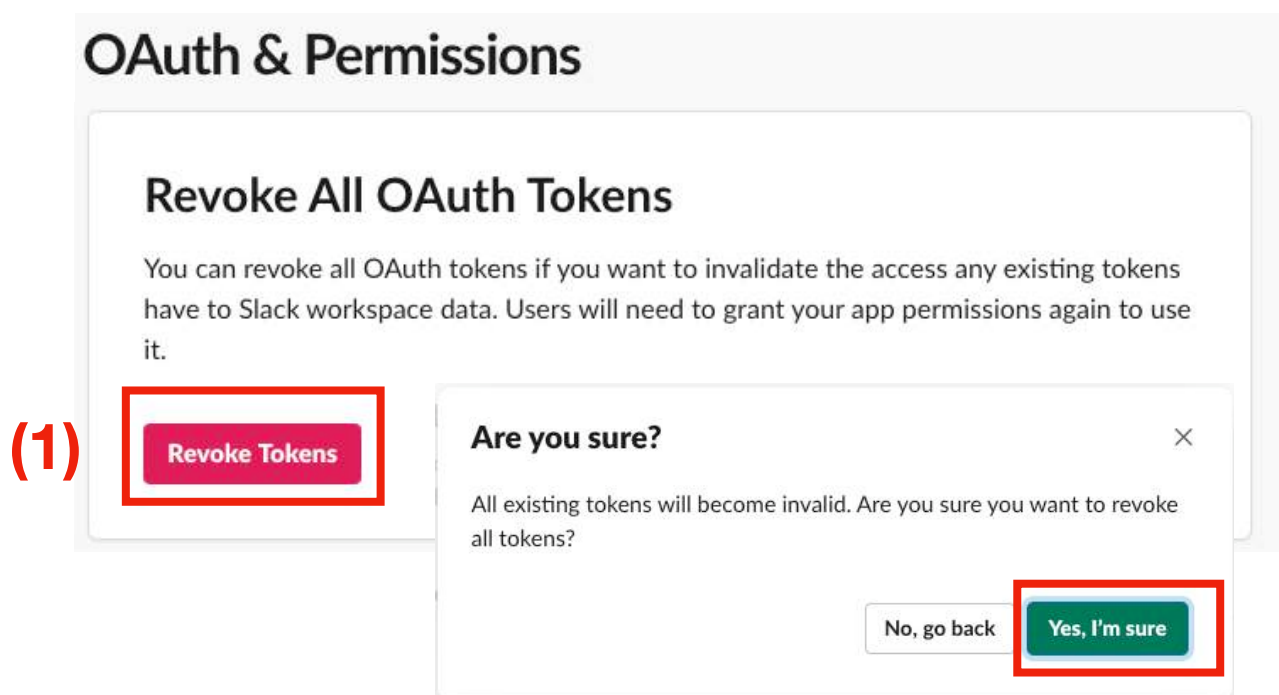 OAuth & Permissions
Revoke All OAuth Tokens
You can revoke all OAuth tokens if you want to invalidate the access any existing tokens
have to Slack workspace data. Users will need to grant your app permissions again to use
it.
(1)
Revoke Tokens
Are you sure?
All existing tokens will become invalid. Are you sure you want to revoke
all tokens?
No, go back
Yes, I'm sure